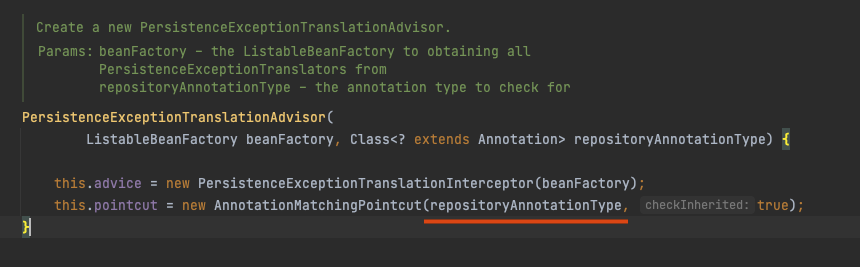 Create a new PersistenceExceptionTranslationAdvisor.
Params: beanFactory – the ListableBeanFactory to obtaining all
PersistenceExceptionTranslators from
repositoryAnnotationType – the annotation type to check for
PersistenceExceptionTranslationAdvisor(
ListableBeanFactory beanFactory, Class<? extends Annotation> repositoryAnnotationType) {
this.advice = new PersistenceExceptionTranslationInterceptor(beanFactory);
this.pointcut = new AnnotationMatchingPointcut(repositoryAnnotationType, checkInherited: true);
}